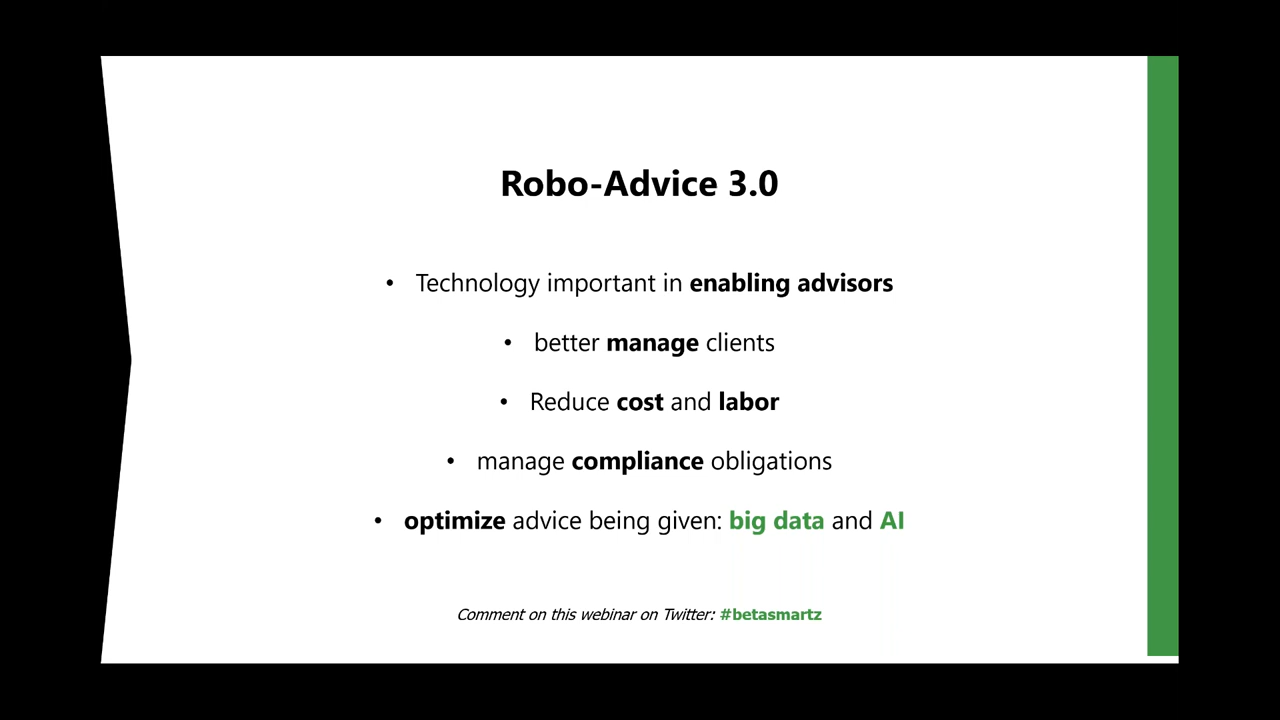 Robo-Advice 3.0
• Technology important in enabling advisors
• better manage clients
• Reduce cost and labor
• manage compliance obligations
• optimize advice being given: big data and AI
Comment on this webinar on Twitter: #betasmartz